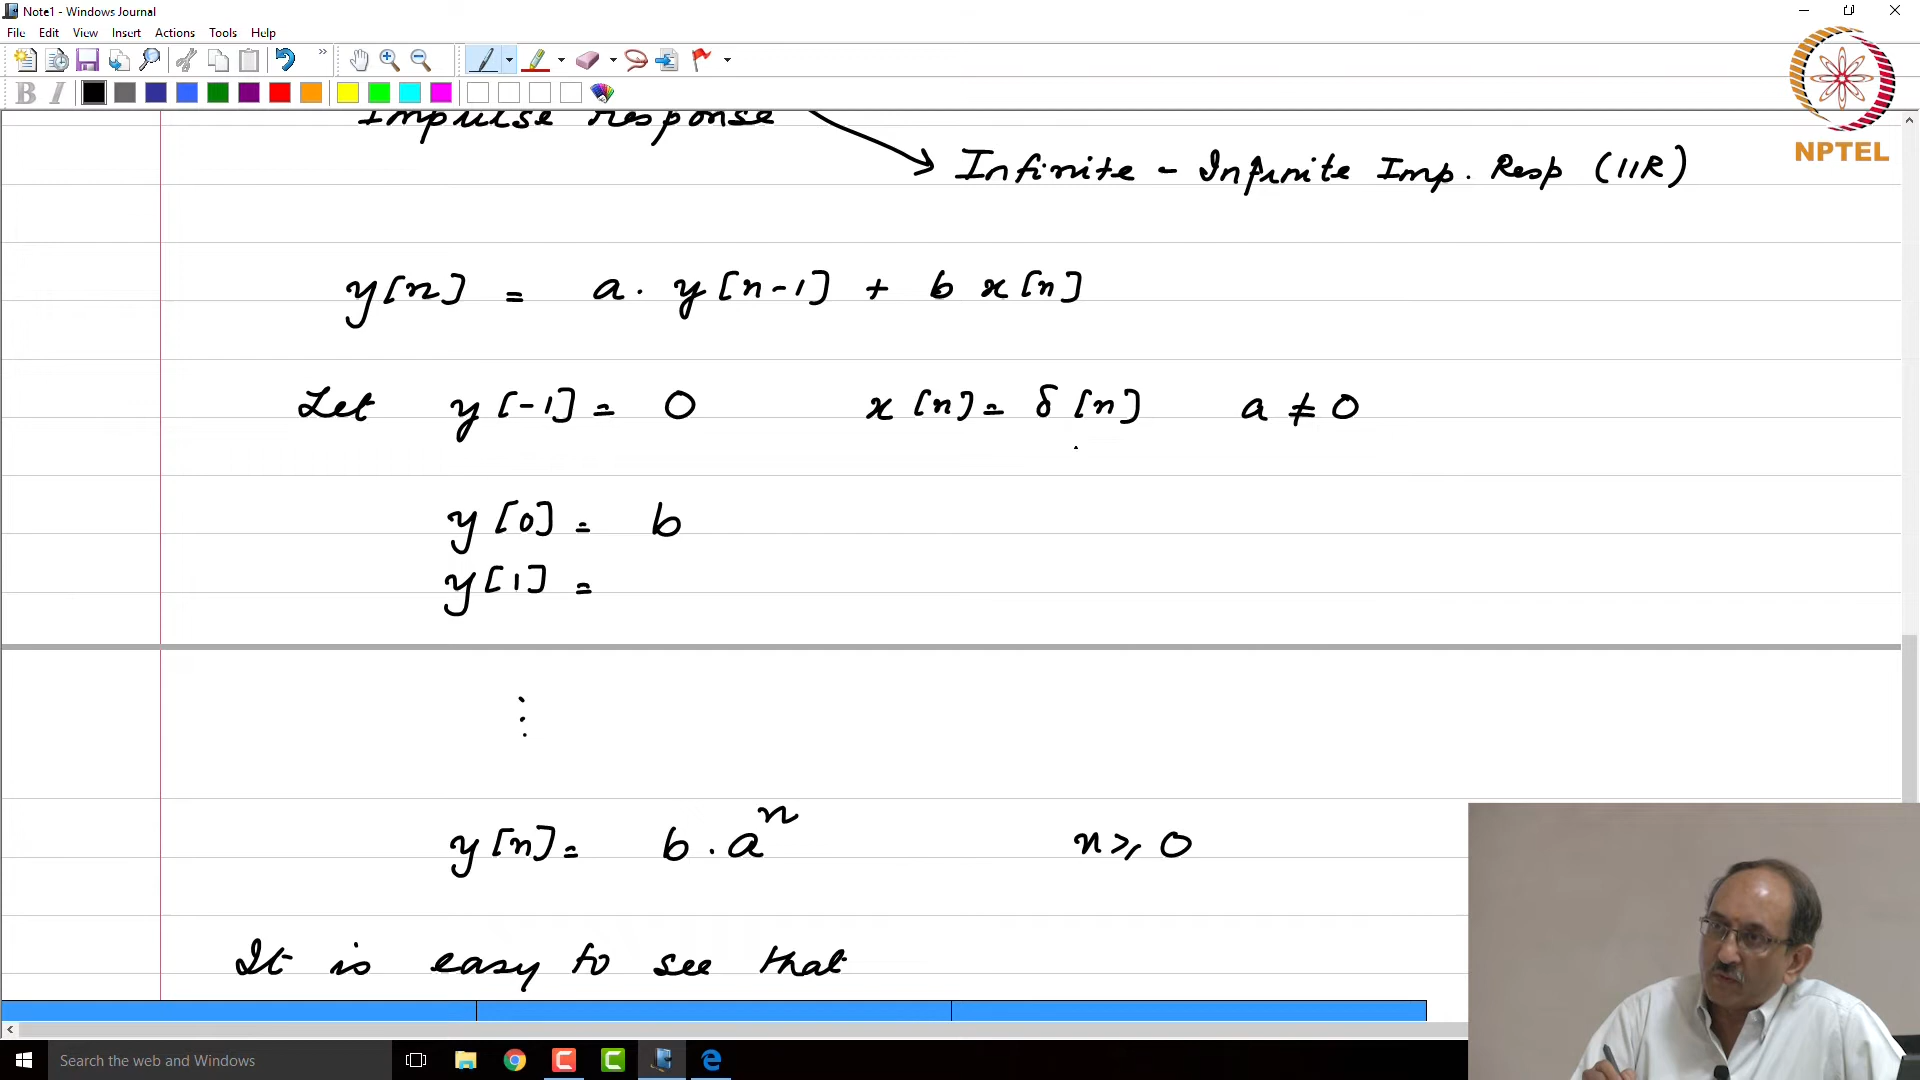 Note1 - Windows Journal
File Edit View Insert Actions Tools Help
NPTEL
Impulse response
Infinite - Infinite Imp. Resp (IIR)
y[n] = a. y[n-1] + b x[n]
Let y[-1] = 0 x[n] = δ[n] a ≠ 0
y[0] = b
y[1] =
⋮
y[n] = b . aⁿ n ≥ 0
It is easy to see that
Search the web and Windows